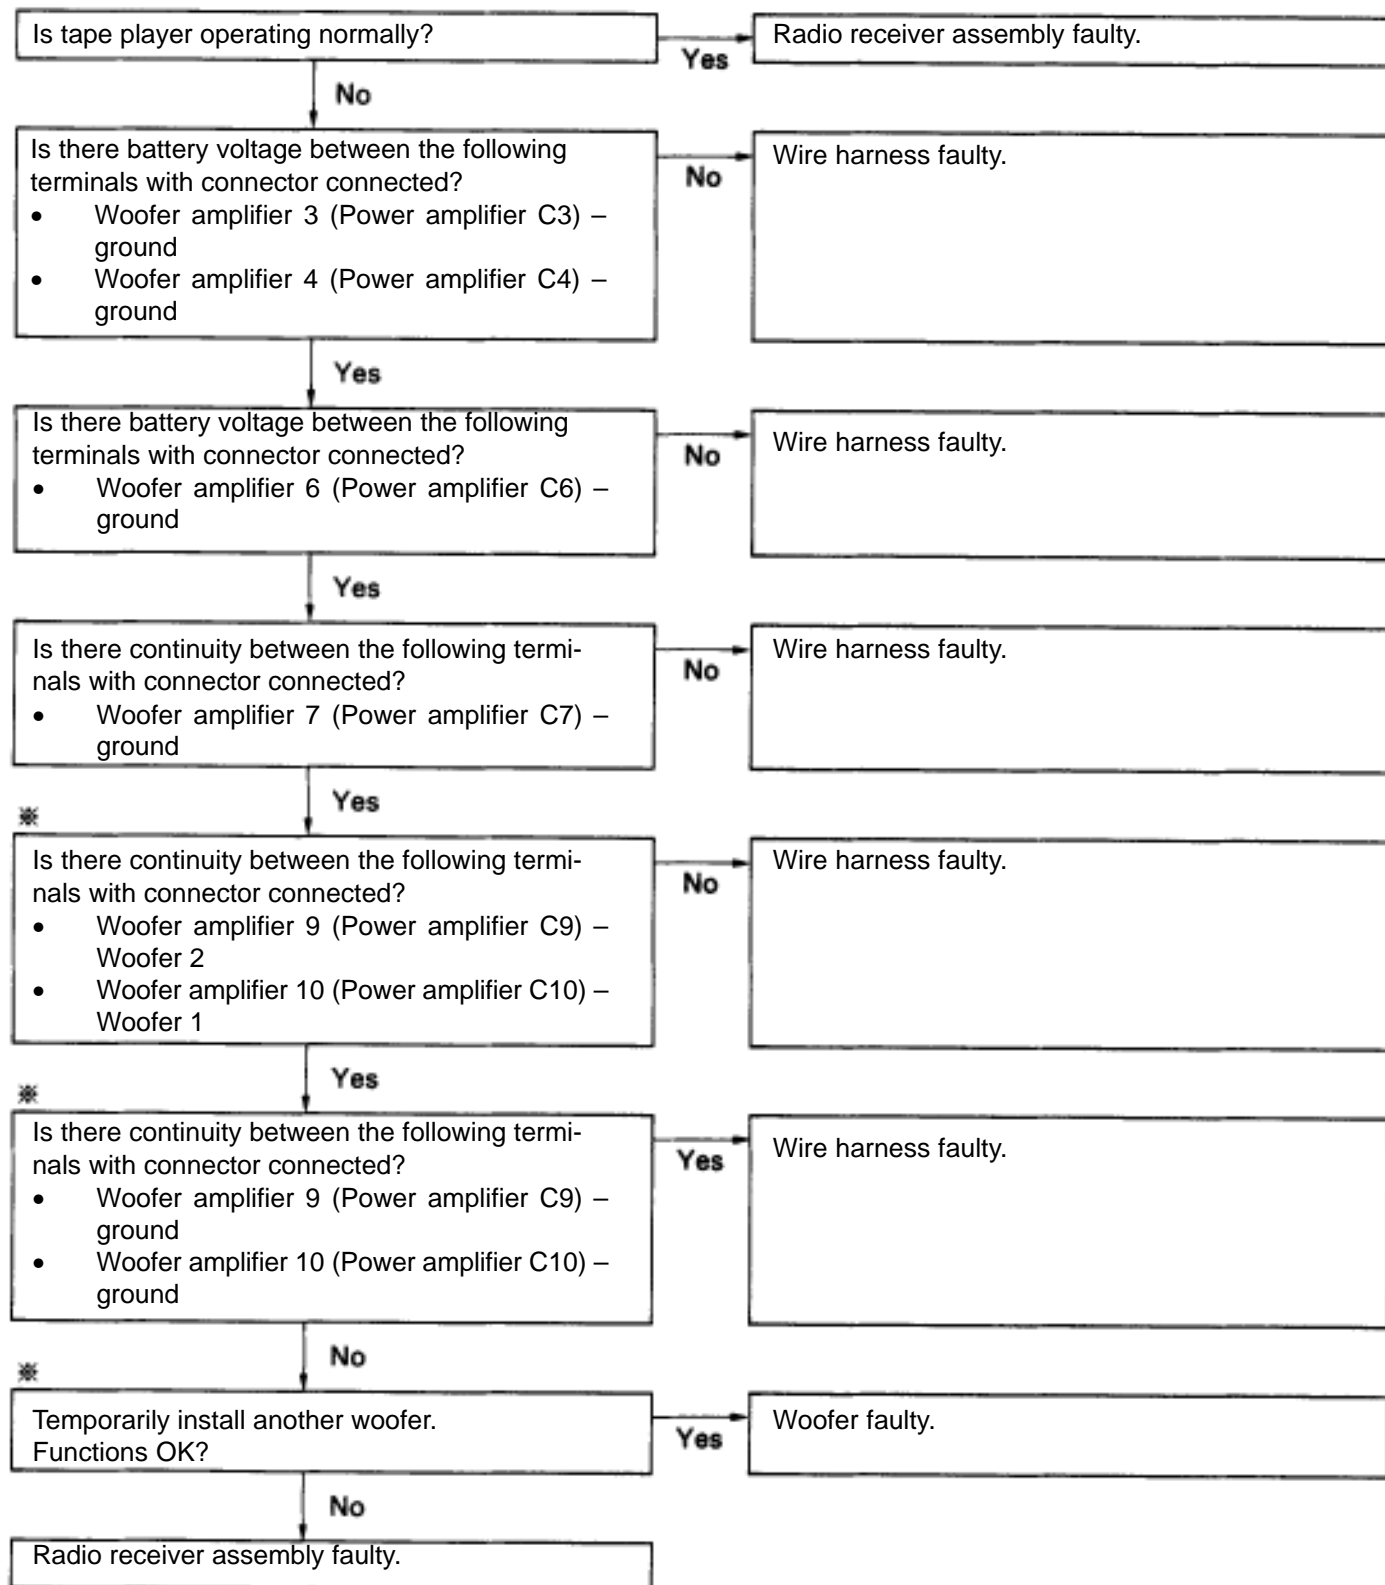 Is tape player operating normally?
Yes
Radio receiver assembly faulty.
No
Is there battery voltage between the following
terminals with connector connected?
• Woofer amplifier 3 (Power amplifier C3) –
ground
• Woofer amplifier 4 (Power amplifier C4) –
ground
No
Wire harness faulty.
Yes
Is there battery voltage between the following
terminals with connector connected?
• Woofer amplifier 6 (Power amplifier C6) –
ground
No
Wire harness faulty.
Yes
Is there continuity between the following termi-
nals with connector connected?
• Woofer amplifier 7 (Power amplifier C7) –
ground
No
Wire harness faulty.
Yes
※
Is there continuity between the following termi-
nals with connector connected?
• Woofer amplifier 9 (Power amplifier C9) –
Woofer 2
• Woofer amplifier 10 (Power amplifier C10) –
Woofer 1
No
Wire harness faulty.
Yes
※
Is there continuity between the following termi-
nals with connector connected?
• Woofer amplifier 9 (Power amplifier C9) –
ground
• Woofer amplifier 10 (Power amplifier C10) –
ground
Yes
Wire harness faulty.
No
※
Temporarily install another woofer.
Functions OK?
Yes
Woofer faulty.
No
Radio receiver assembly faulty.